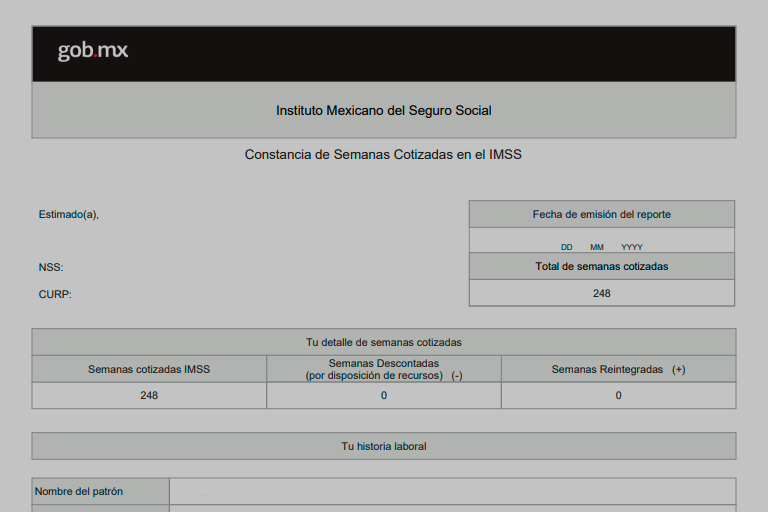 gob.mx
Instituto Mexicano del Seguro Social
Constancia de Semanas Cotizadas en el IMSS
Estimado(a),
Fecha de emisión del reporte
DD MM YYYY
NSS:
Total de semanas cotizadas
CURP:
248
Tu detalle de semanas cotizadas
Semanas cotizadas IMSS
Semanas Descontadas
(por disposición de recursos) (-)
Semanas Reintegradas (+)
248
0
0
Tu historia laboral
Nombre del patrón